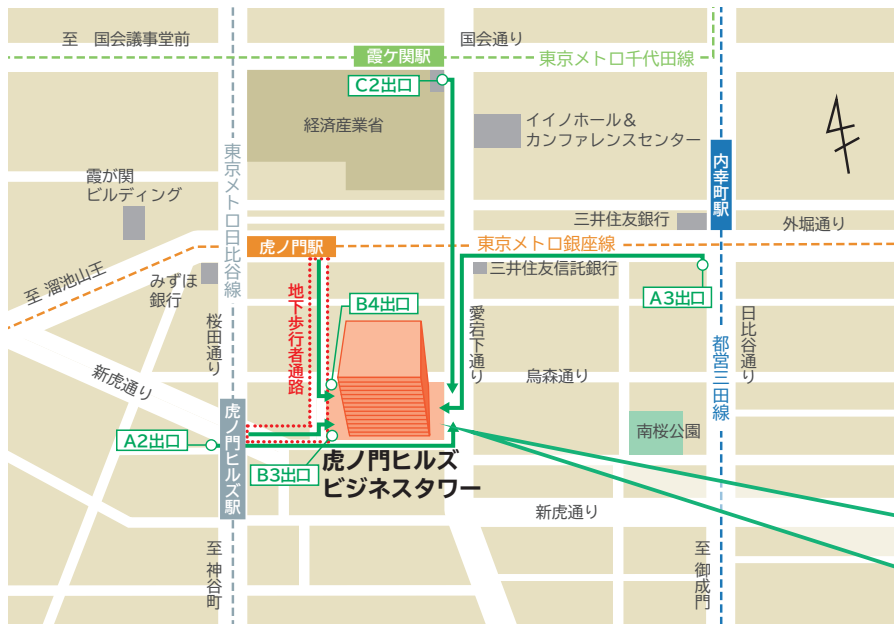 至 国会議事堂前
国会通り
霞ケ関駅
東京メトロ千代田線
C2出口
経済産業省
イイノホール＆
カンファレンスセンター
東京メトロ日比谷線
内幸町駅
霞が関
ビルディング
三井住友銀行
外堀通り
虎ノ門駅
東京メトロ銀座線
至 溜池山王
みずほ
銀行
三井住友信託銀行
A3出口
地下歩行者通路
B4出口
桜田通り
愛宕下通り
日比谷通り
都営三田線
新虎通り
烏森通り
虎ノ門ヒルズ駅
A2出口
南桜公園
B3出口
虎ノ門ヒルズ
ビジネスタワー
新虎通り
至 神谷町
至 御成門